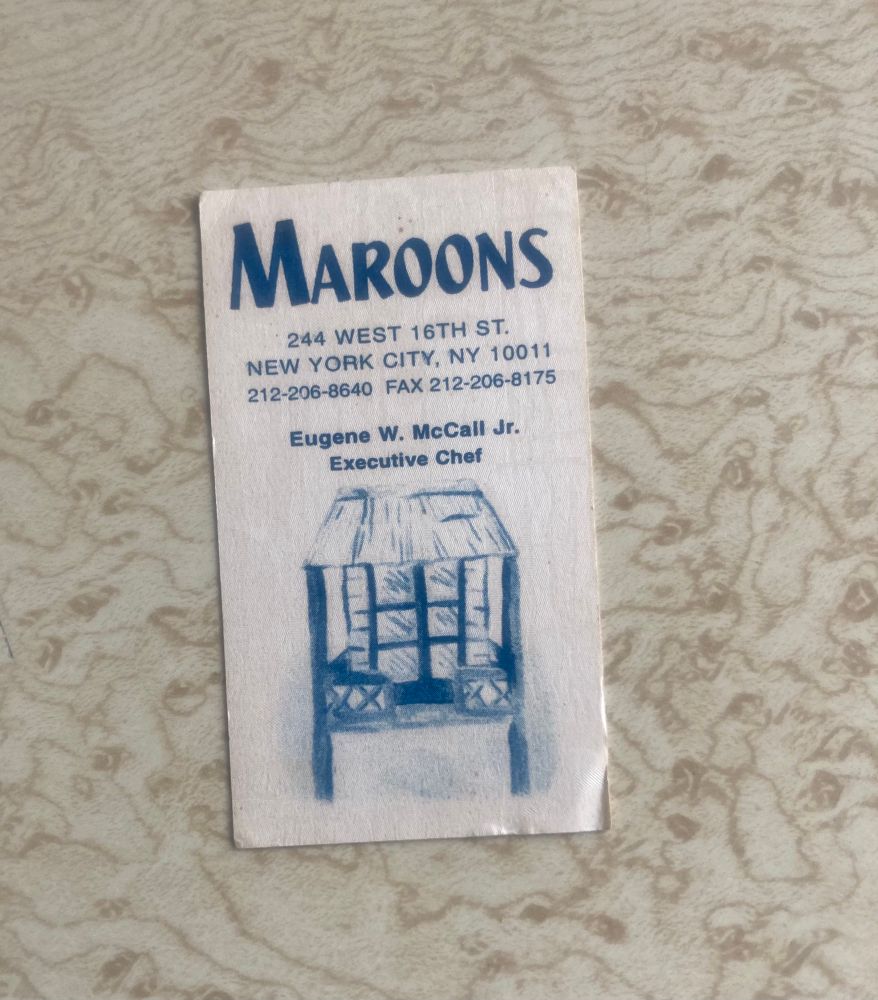 MAROONS
244 WEST 16TH ST.
NEW YORK CITY, NY 10011
212-206-8640 FAX 212-206-8175
Eugene W. McCall Jr.
Executive Chef